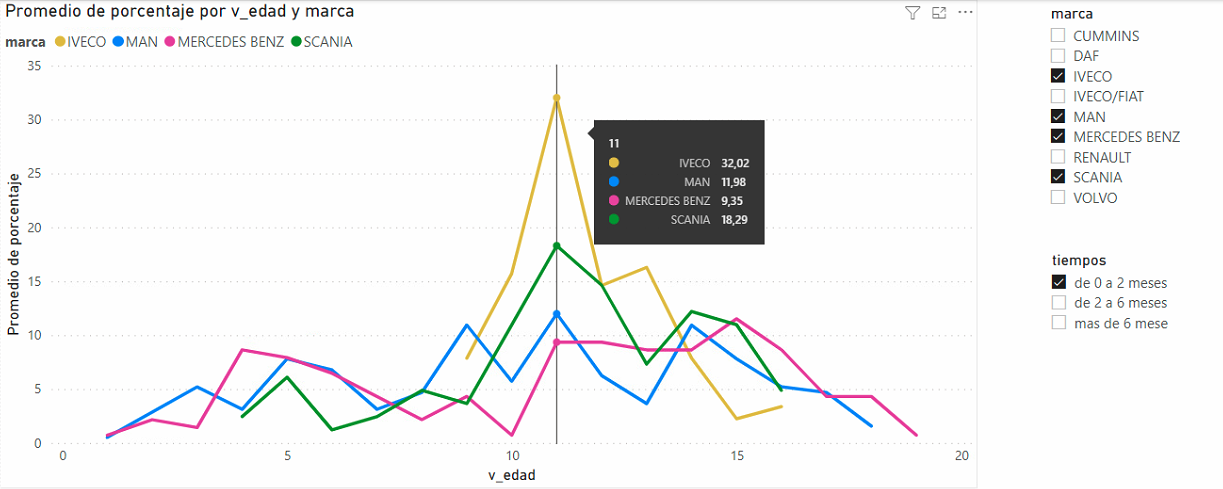 Promedio de porcentaje por v_edad y marca
marca IVECO MAN MERCEDES BENZ SCANIA
35
30
25
20
15
10
5
0
Promedio de porcentaje
0 5 10 15 20
v_edad
11
IVECO 32,02
MAN 11,98
MERCEDES BENZ 9,35
SCANIA 18,29
marca
CUMMINS
DAF
IVECO
IVECO/FIAT
MAN
MERCEDES BENZ
RENAULT
SCANIA
VOLVO
tiempos
de 0 a 2 meses
de 2 a 6 meses
mas de 6 mese